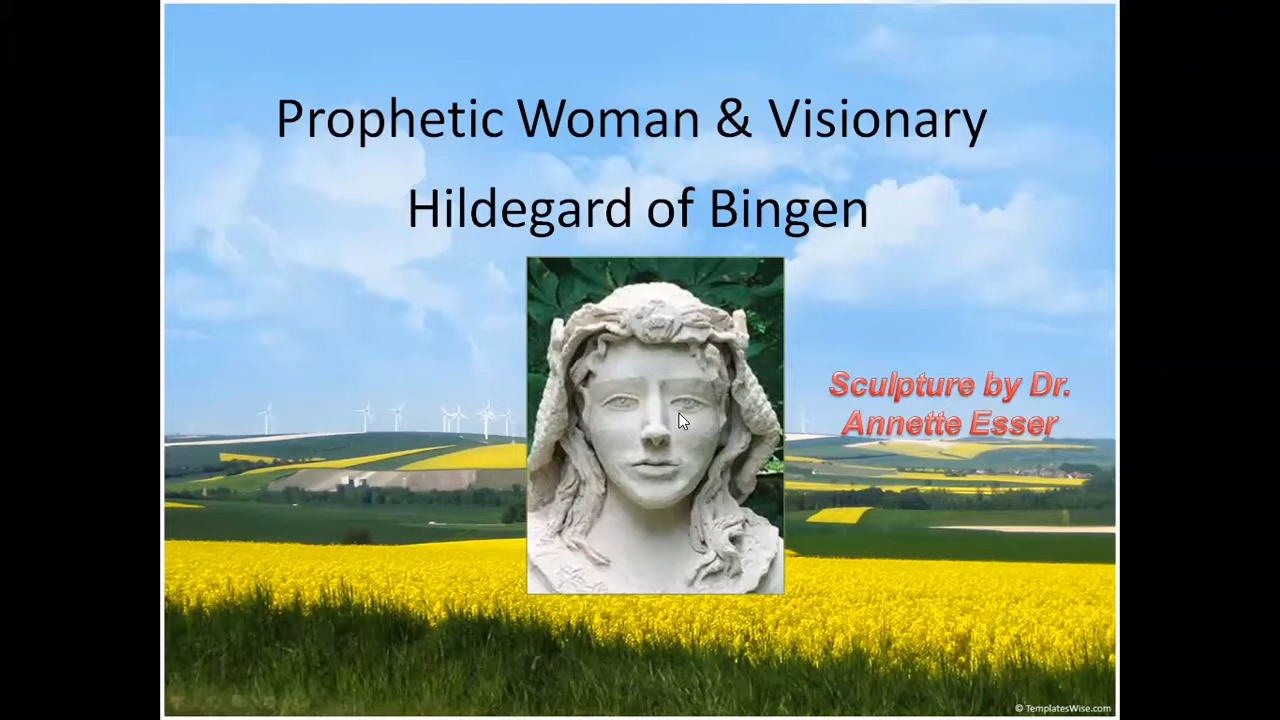 Prophetic Woman & Visionary
Hildegard of Bingen
Sculpture by Dr.
Annette Esser
© TemplatesWise.com